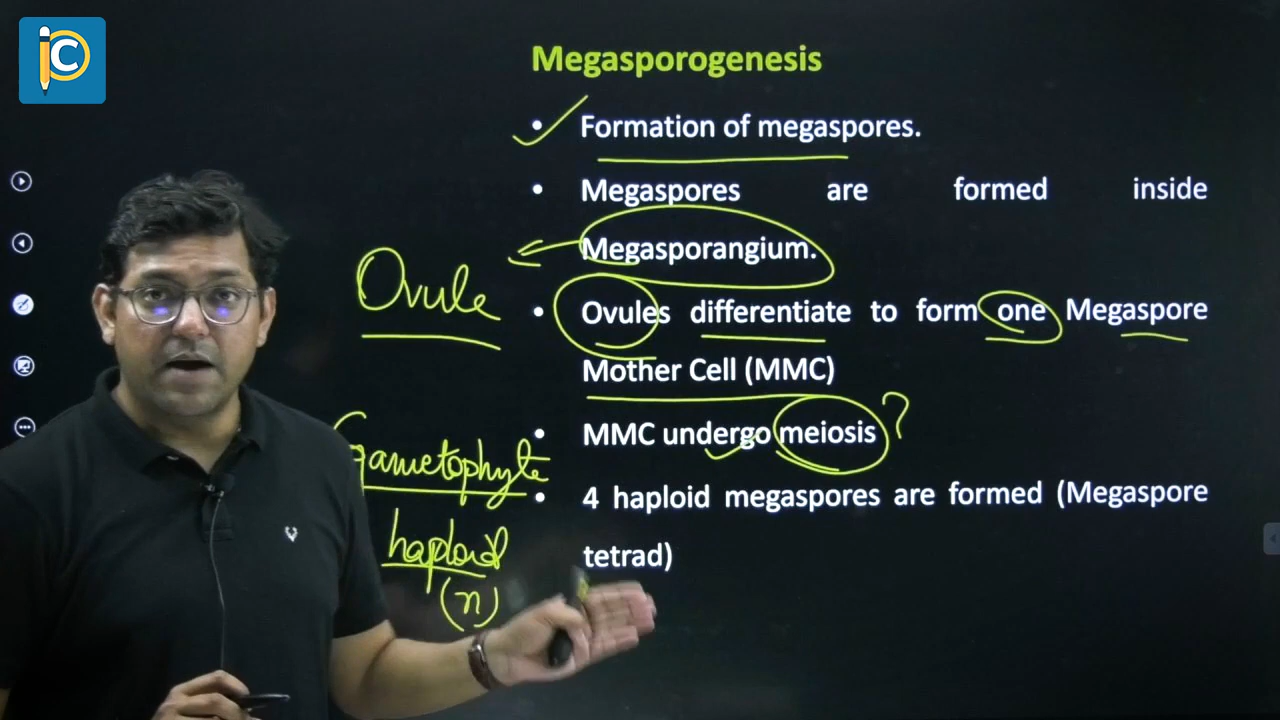 C
Megasporogenesis
• Formation of megaspores.
• Megaspores are formed inside
Megasporangium.
Ovule
• Ovules differentiate to form one Megaspore
Mother Cell (MMC)
• MMC undergo meiosis ?
Gametophyte
• 4 haploid megaspores are formed (Megaspore
tetrad)
haploid
(n)